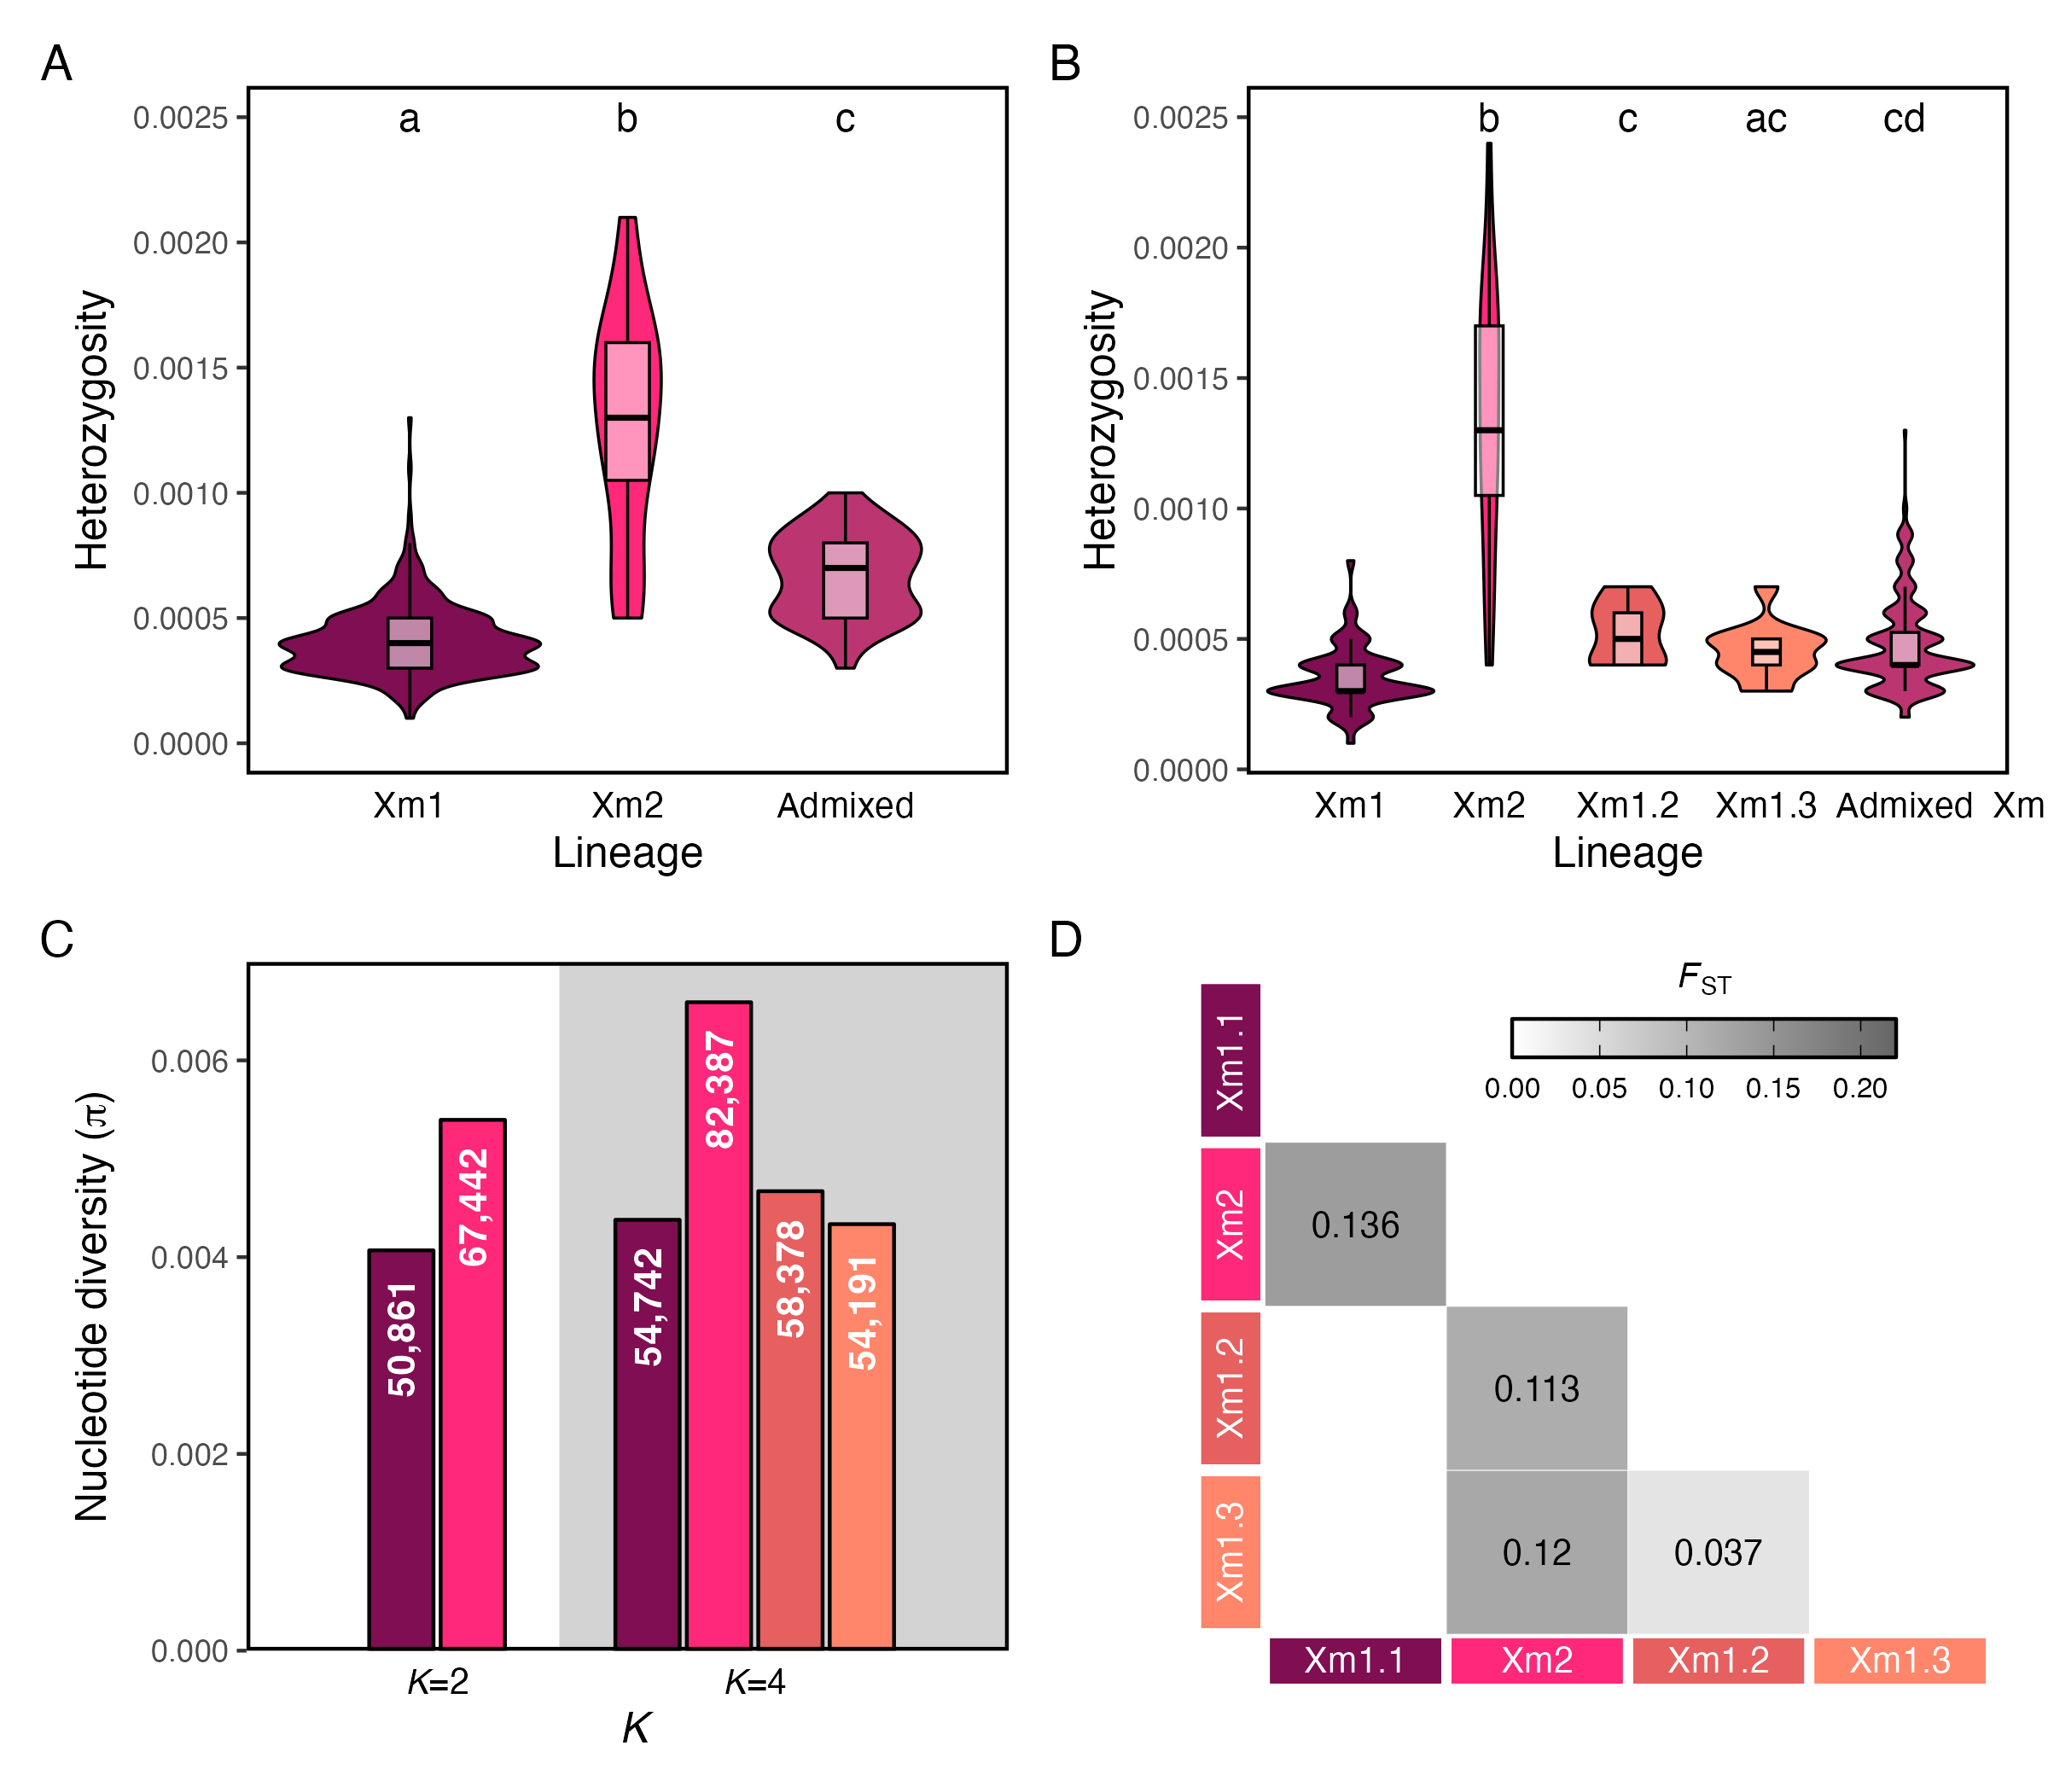 A
a b c
0.0025
0.0020
0.0015
0.0010
0.0005
0.0000
Heterozygosity
Xm1 Xm2 Admixed
Lineage
B
b c ac cd
0.0025
0.0020
0.0015
0.0010
0.0005
0.0000
Heterozygosity
Xm1 Xm2 Xm1.2 Xm1.3 Admixed Xm
Lineage
C
0.006
0.004
0.002
0.000
Nucleotide diversity (π)
50,861
67,442
54,742
82,387
58,378
54,191
K=2 K=4
K
D
FST
0.00 0.05 0.10 0.15 0.20
Xm1.1
Xm2
0.136
Xm1.2
0.113
Xm1.3
0.12 0.037
Xm1.1 Xm2 Xm1.2 Xm1.3